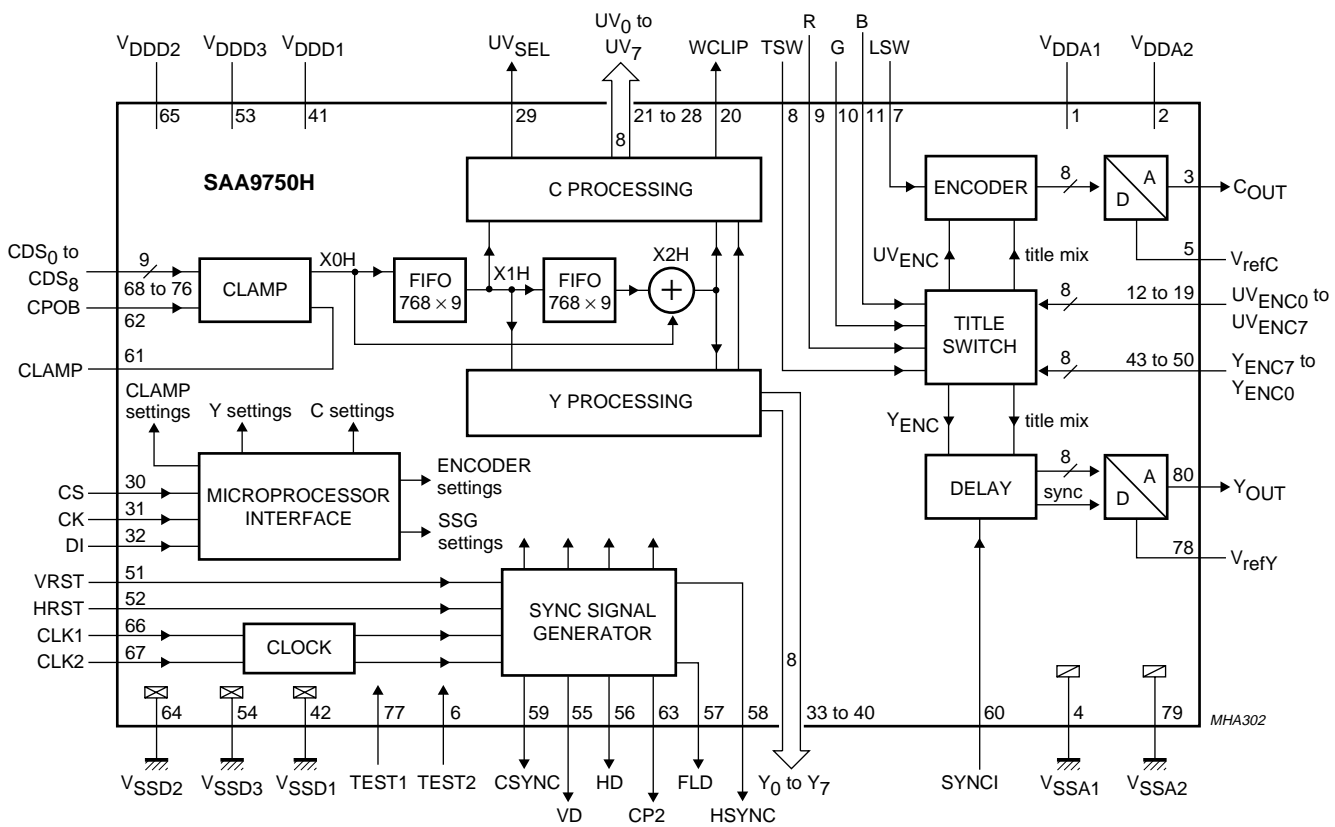 VDDD2 VDDD3 VDDD1 UVSEL UV0 to UV7 WCLIP TSW R G B LSW VDDA1 VDDA2
65 53 41 29 8 21 to 28 20 8 9 10 11 7 1 2
SAA9750H
C PROCESSING
ENCODER 8 A D 3 COUT
5 VrefC
UVENC title mix
CDS0 to CDS8 9 68 to 76
CPOB 62
CLAMP
X0H
FIFO 768 × 9
X1H
FIFO 768 × 9
X2H
+
TITLE SWITCH
8 12 to 19 UVENC0 to UVENC7
8 43 to 50 YENC7 to YENC0
CLAMP 61
Y PROCESSING
YENC title mix
CLAMP settings
Y settings
C settings
CS 30
CK 31
DI 32
MICROPROCESSOR INTERFACE
ENCODER settings
SSG settings
DELAY 8 sync A D 80 YOUT
78 VrefY
VRST 51
HRST 52
CLK1 66
CLK2 67
CLOCK
SYNC SIGNAL GENERATOR
8
64 54 42 77 6 59 55 56 63 57 58 33 to 40 60 4 79
MHA302
VSSD2 VSSD3 VSSD1 TEST1 TEST2 CSYNC VD HD CP2 FLD HSYNC Y0 to Y7 SYNCI VSSA1 VSSA2